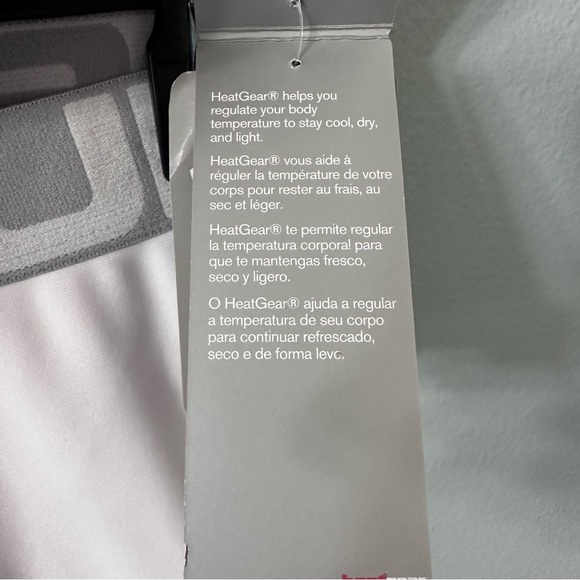 HeatGear® helps you
regulate your body
temperature to stay cool, dry,
and light.
HeatGear® vous aide à
réguler la température de votre
corps pour rester au frais, au
sec et léger.
HeatGear® te permite regular
la temperatura corporal para
que te mantengas fresco,
seco y ligero.
O HeatGear® ajuda a regular
a temperatura de seu corpo
para continuar refrescado,
seco e de forma leve.